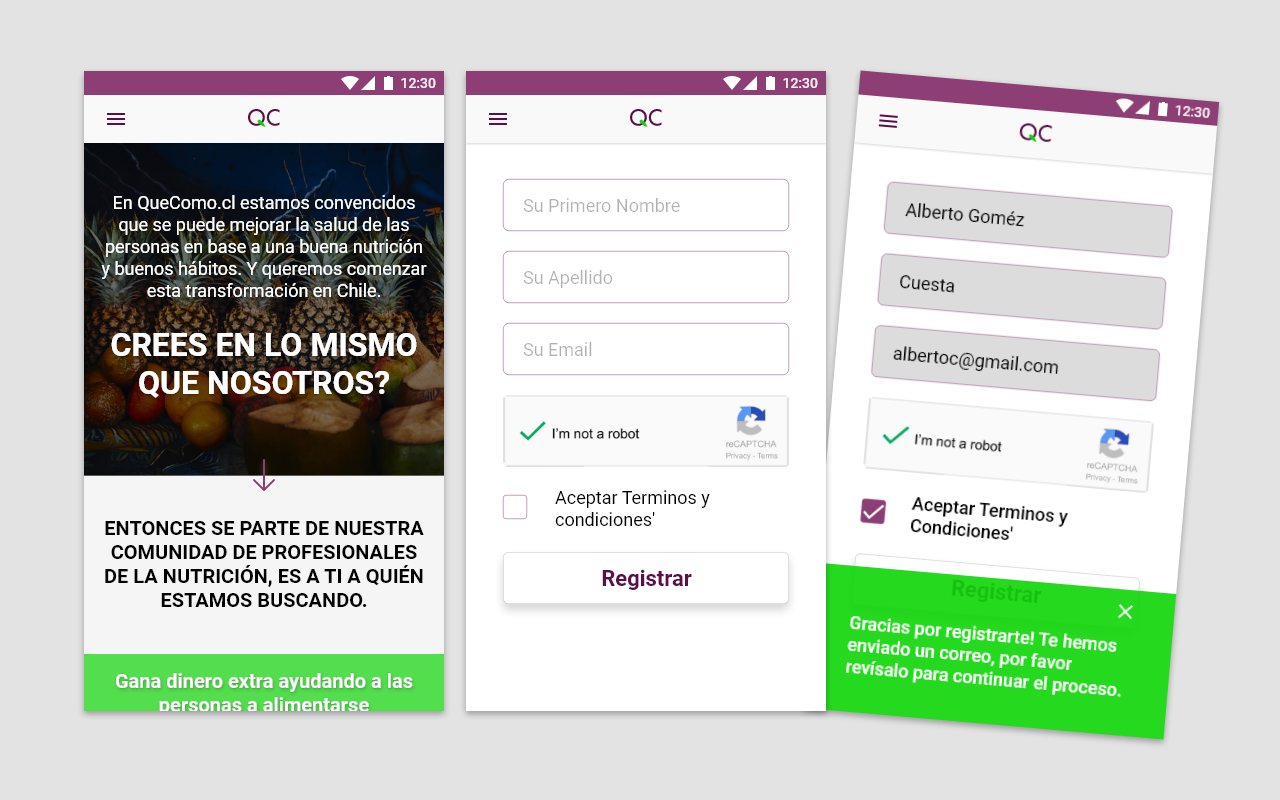 12:30
QC
En QueComo.cl estamos convencidos
que se puede mejorar la salud de las
personas en base a una buena nutrición
y buenos hábitos. Y queremos comenzar
esta transformación en Chile.
CREES EN LO MISMO
QUE NOSOTROS?
ENTONCES SE PARTE DE NUESTRA
COMUNIDAD DE PROFESIONALES
DE LA NUTRICIÓN, ES A TI A QUIÉN
ESTAMOS BUSCANDO.
Gana dinero extra ayudando a las
personas a alimentarse
12:30
QC
Su Primero Nombre
Su Apellido
Su Email
I'm not a robot
reCAPTCHA
Privacy - Terms
Aceptar Terminos y
condiciones'
Registrar
12:30
QC
Alberto Goméz
Cuesta
albertoc@gmail.com
I'm not a robot
reCAPTCHA
Privacy - Terms
Aceptar Terminos y
Condiciones'
Registrar
Gracias por registrarte! Te hemos
enviado un correo, por favor
revísalo para continuar el proceso.